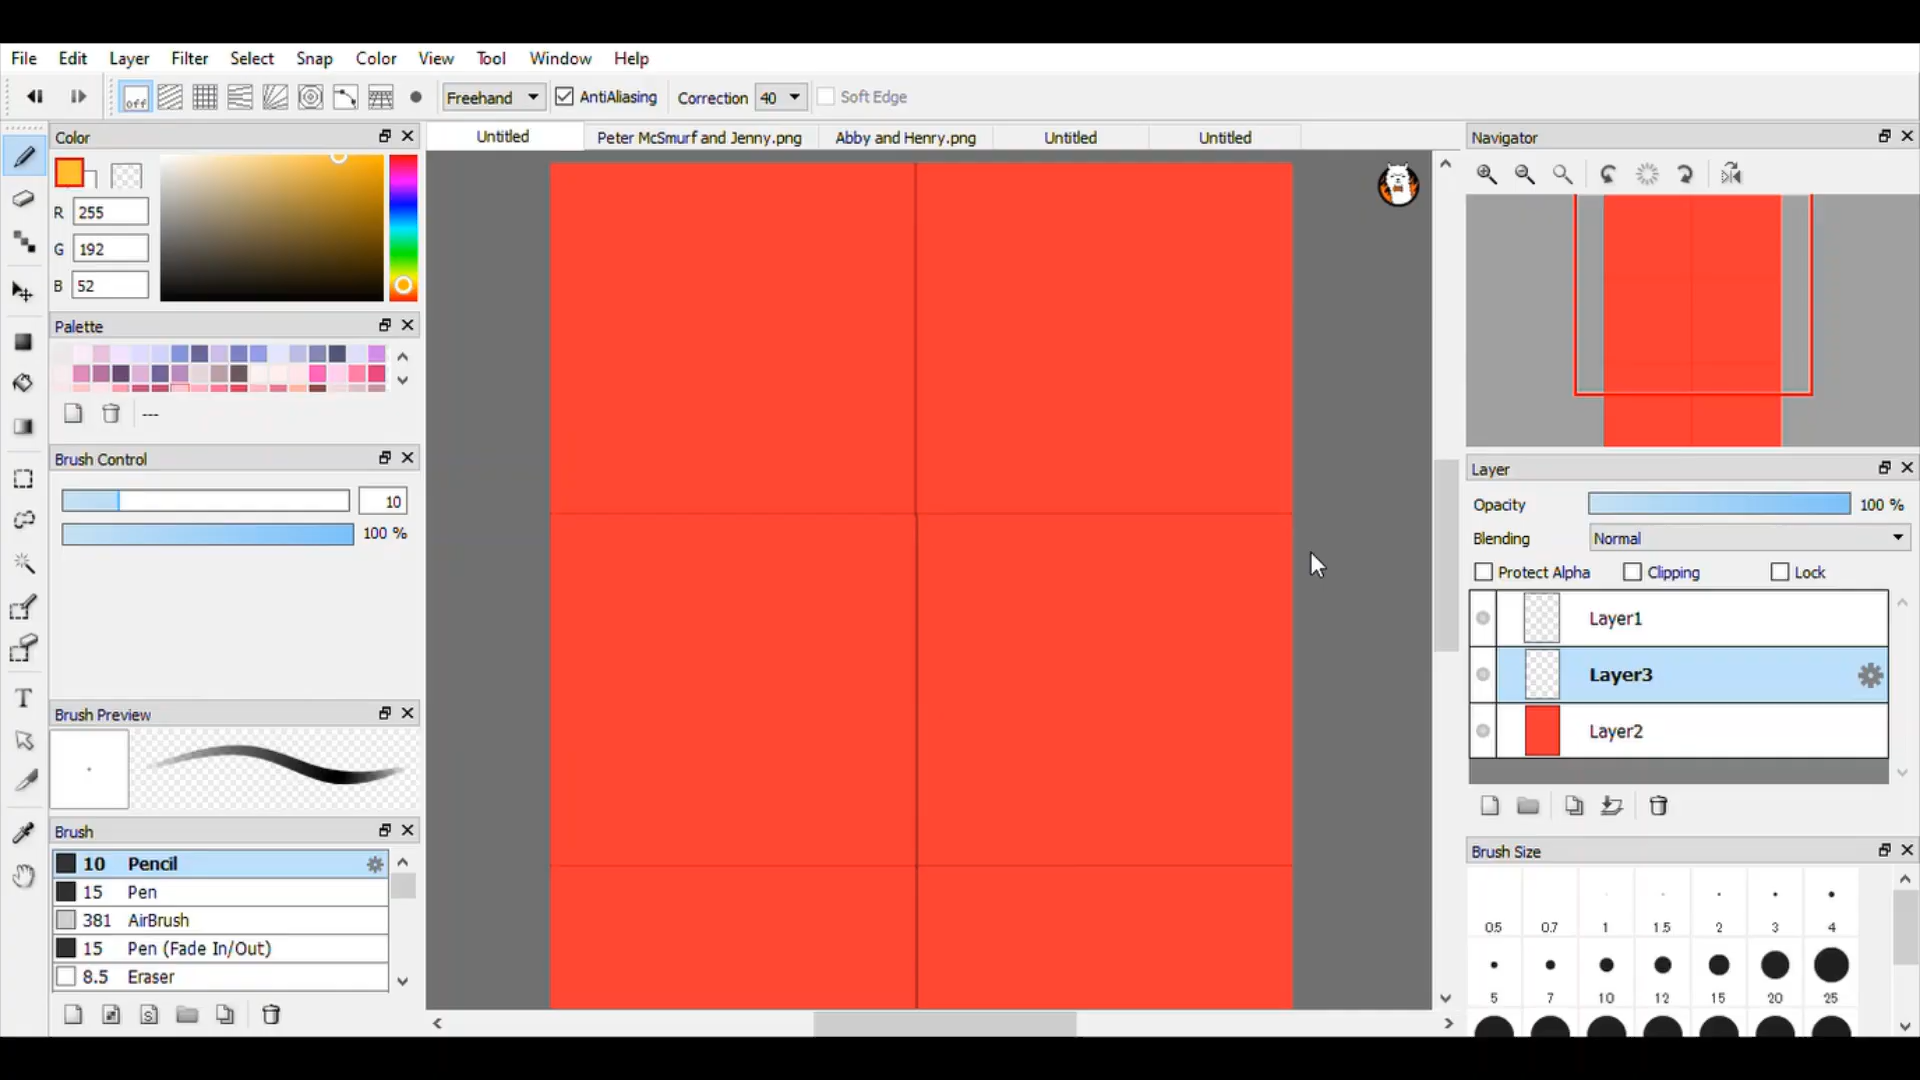 File Edit Layer Filter Select Snap Color View Tool Window Help
off Freehand AntiAliasing Correction 40 Soft Edge
Color
R 255
G 192
B 52
Palette
---
Brush Control
10
100 %
Brush Preview
Brush
10 Pencil
15 Pen
381 AirBrush
15 Pen (Fade In/Out)
8.5 Eraser
Untitled Peter McSmurf and Jenny.png Abby and Henry.png Untitled Untitled
Navigator
Layer
Opacity 100 %
Blending Normal
Protect Alpha Clipping Lock
Layer1
Layer3
Layer2
Brush Size
0.5 0.7 1 1.5 2 3 4
5 7 10 12 15 20 25